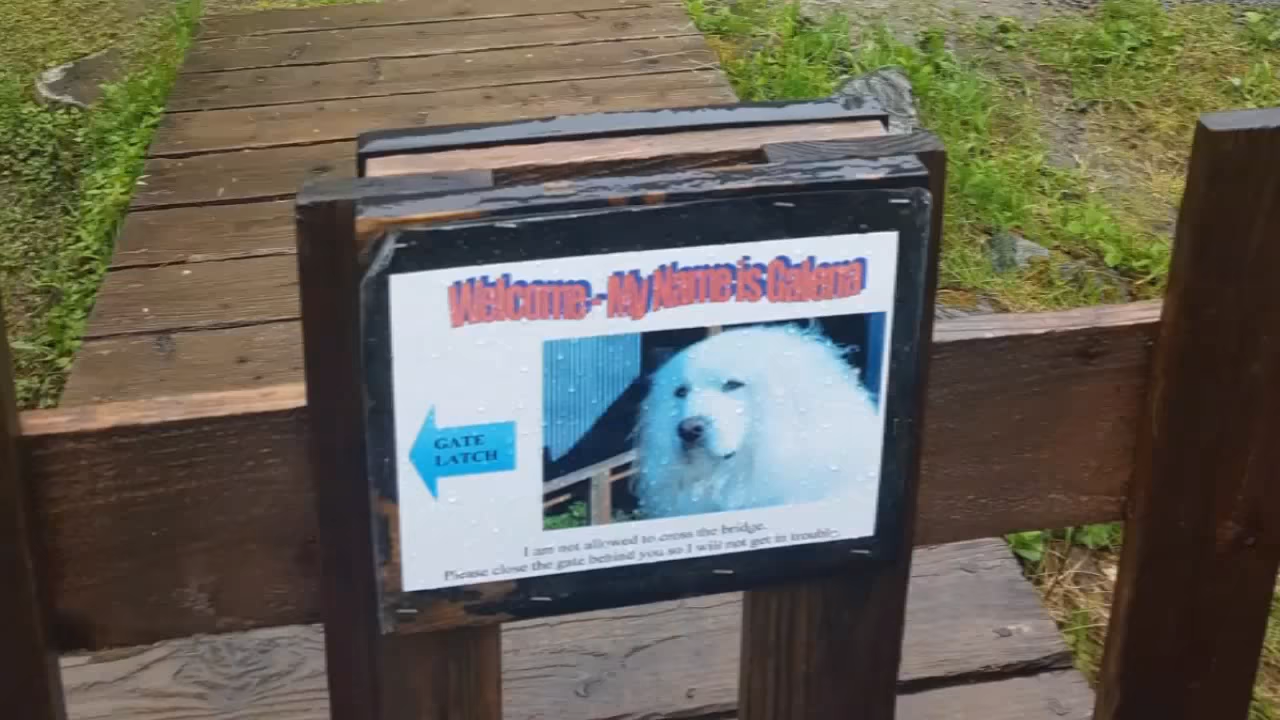 Welcome - My Name is Galena
GATE
LATCH
I am not allowed to cross the bridge.
Please close the gate behind you so I will not get in trouble.